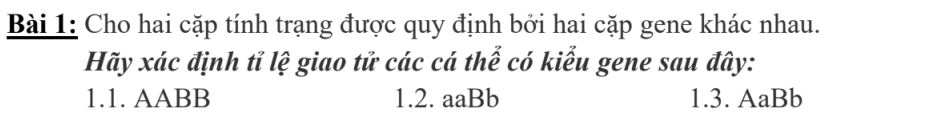 Bài 1: Cho hai cặp tính trạng được quy định bởi hai cặp gene khác nhau.
Hãy xác định tỉ lệ giao tử các cá thể có kiểu gene sau đây:
1.1. AABB 1.2. aaBb 1.3. AaBb